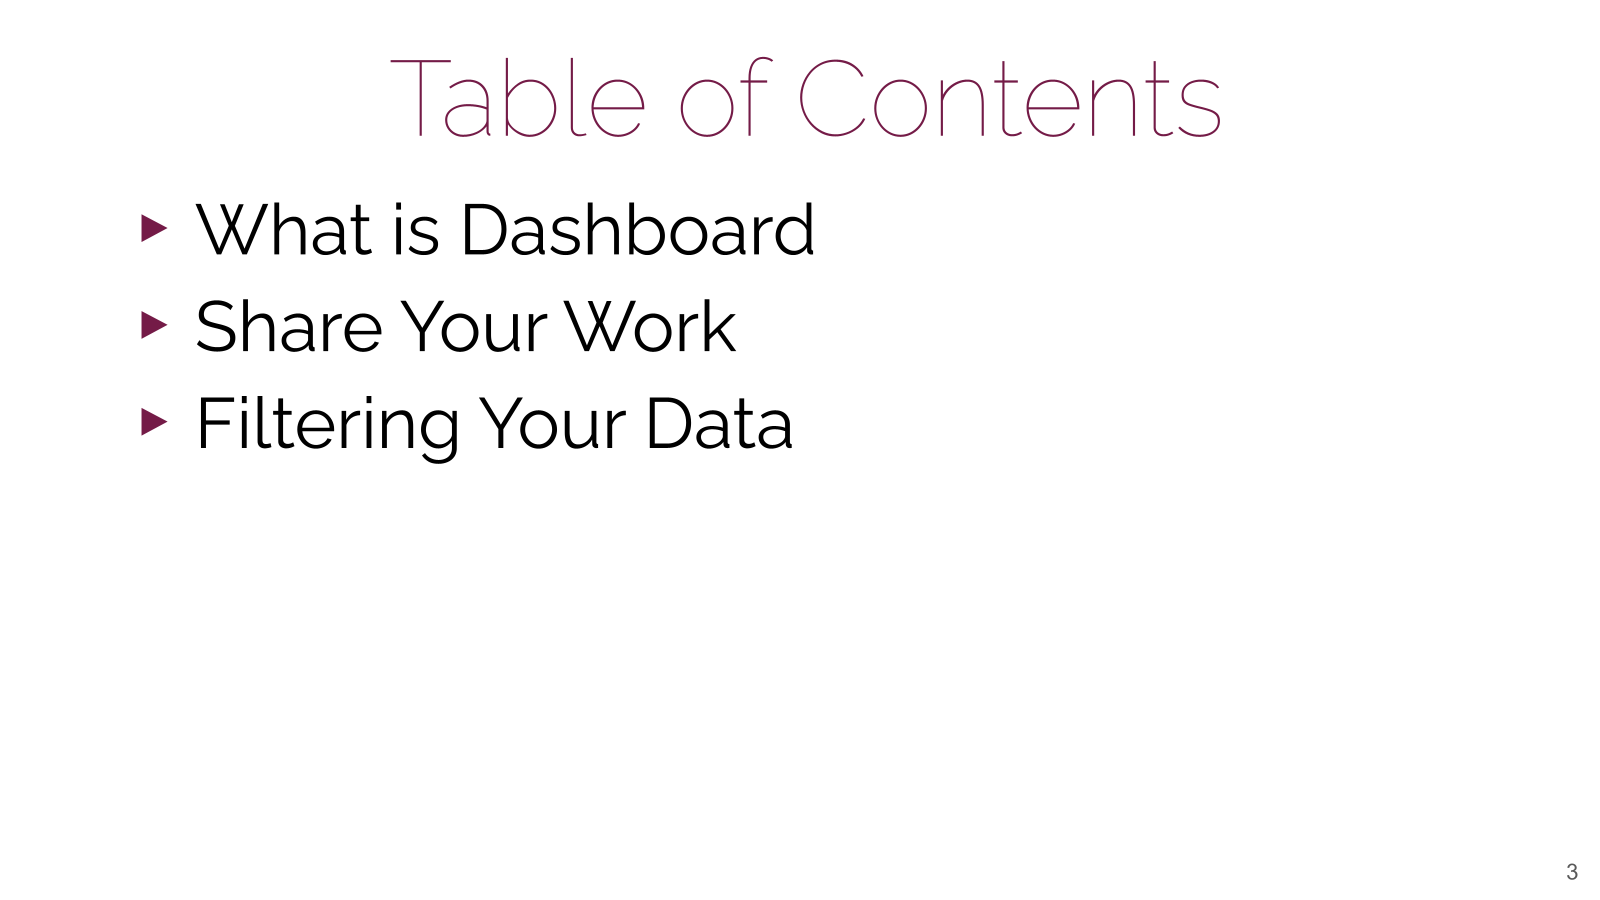 Table of Contents
What is Dashboard
Share Your Work
Filtering Your Data
3